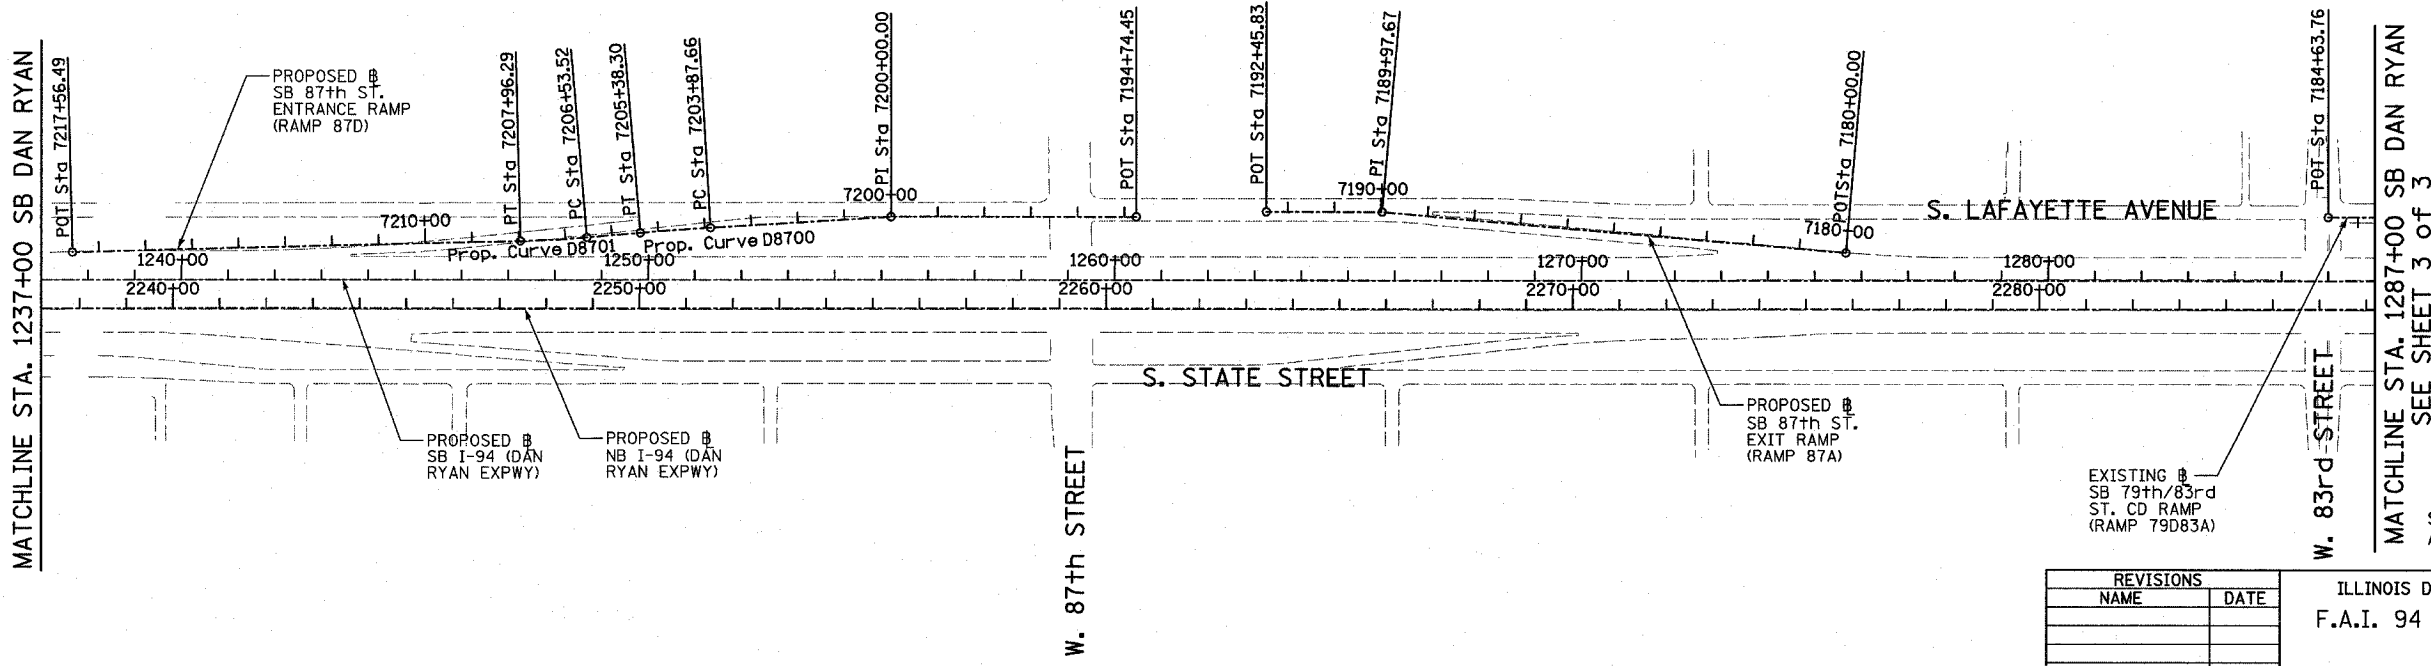 MATCHLINE STA. 1237+00 SB DAN RYAN
POT Sta 7217+56.49
PROPOSED ℄
SB 87th ST.
ENTRANCE RAMP
(RAMP 87D)
PT Sta 7207+96.29
PC Sta 7206+53.52
PT Sta 7205+38.30
PC Sta 7203+87.66
PI Sta 7200+00.00
POT Sta 7194+74.45
POT Sta 7192+45.83
PI Sta 7189+97.67
POTSta 7180+00.00
POT Sta 7184+63.76
7210+00
7200+00
7190+00
7180+00
S. LAFAYETTE AVENUE
Prop. Curve D8701
Prop. Curve D8700
1240+00
1250+00
1260+00
1270+00
1280+00
2240+00
2250+00
2260+00
2270+00
2280+00
S. STATE STREET
PROPOSED
SB I-94 (DAN
RYAN EXPWY)
PROPOSED
NB I-94 (DAN
RYAN EXPWY)
PROPOSED
SB 87th ST.
EXIT RAMP
(RAMP 87A)
EXISTING
SB 79th/83rd
ST. CD RAMP
(RAMP 79D83A)
W. 87th STREET
W. 83rd STREET
MATCHLINE STA. 1287+00 SB DAN RYAN
SEE SHEET 3 of 3
REVISIONS
NAME DATE
ILLINOIS D
F.A.I. 94